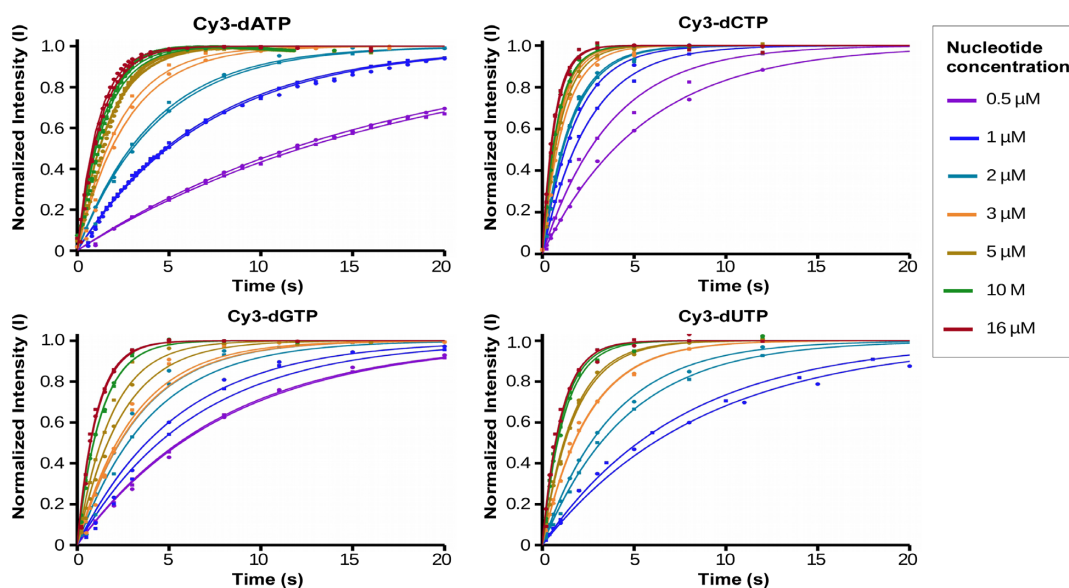 Cy3-dATP
Normalized Intensity (I)
1.0
0.8
0.6
0.4
0.2
0
0 5 10 15 20
Time (s)
Cy3-dCTP
Normalized Intensity (I)
1.0
0.8
0.6
0.4
0.2
0
0 5 10 15 20
Time (s)
Nucleotide
concentration
0.5 µM
1 µM
2 µM
3 µM
5 µM
10 M
16 µM
Cy3-dGTP
Normalized Intensity (I)
1.0
0.8
0.6
0.4
0.2
0
0 5 10 15 20
Time (s)
Cy3-dUTP
Normalized Intensity (I)
1.0
0.8
0.6
0.4
0.2
0
0 5 10 15 20
Time (s)